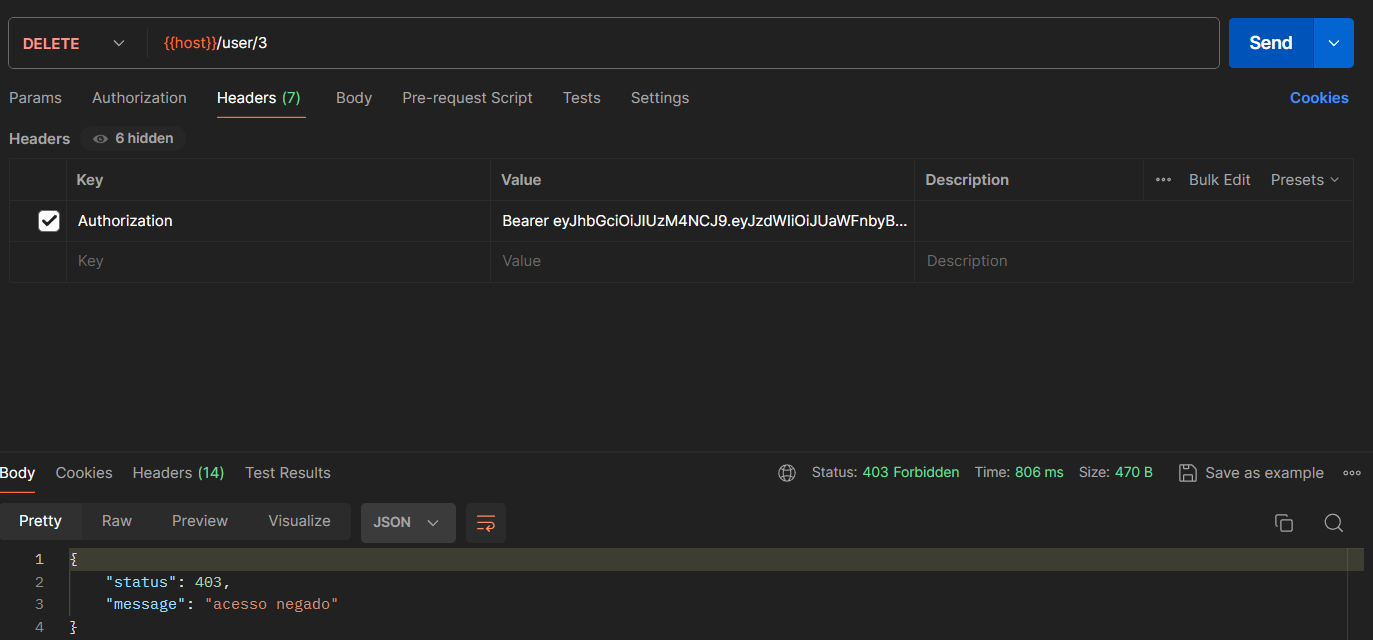 DELETE {{host}}/user/3 Send
Params Authorization Headers (7) Body Pre-request Script Tests Settings Cookies
Headers 6 hidden
Key Value Description ••• Bulk Edit Presets
Authorization Bearer eyJhbGciOiJIUzM4NCJ9.eyJzdWIiOiJUaWFnbyB...
Key Value Description
Body Cookies Headers (14) Test Results Status: 403 Forbidden Time: 806 ms Size: 470 B Save as example
Pretty Raw Preview Visualize JSON
1 {
2 "status": 403,
3 "message": "acesso negado"
4 }